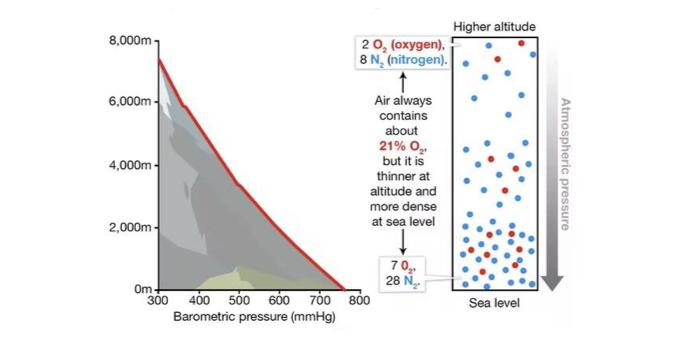 8,000m
6,000m
4,000m
2,000m
0m
300 400 500 600 700 800
Barometric pressure (mmHg)
2 O₂ (oxygen),
8 N₂ (nitrogen).
Air always
contains
about
21% O₂,
but it is
thinner at
altitude and
more dense
at sea level
7 O₂,
28 N₂.
Higher altitude
Sea level
Atmospheric pressure